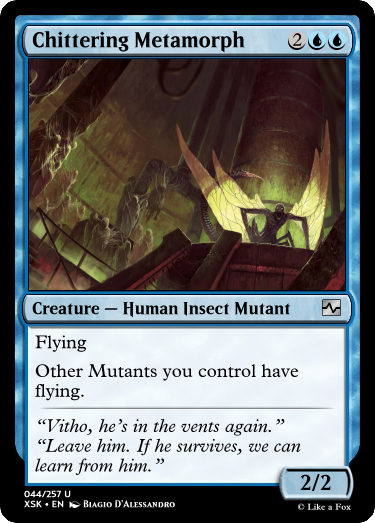 Chittering Metamorph 2
Creature — Human Insect Mutant
Flying
Other Mutants you control have
flying.
“Vitho, he’s in the vents again.”
“Leave him. If he survives, we can
learn from him.”
2/2
044/257 U
XSK • EN Biagio D’Alessandro
© Like a Fox